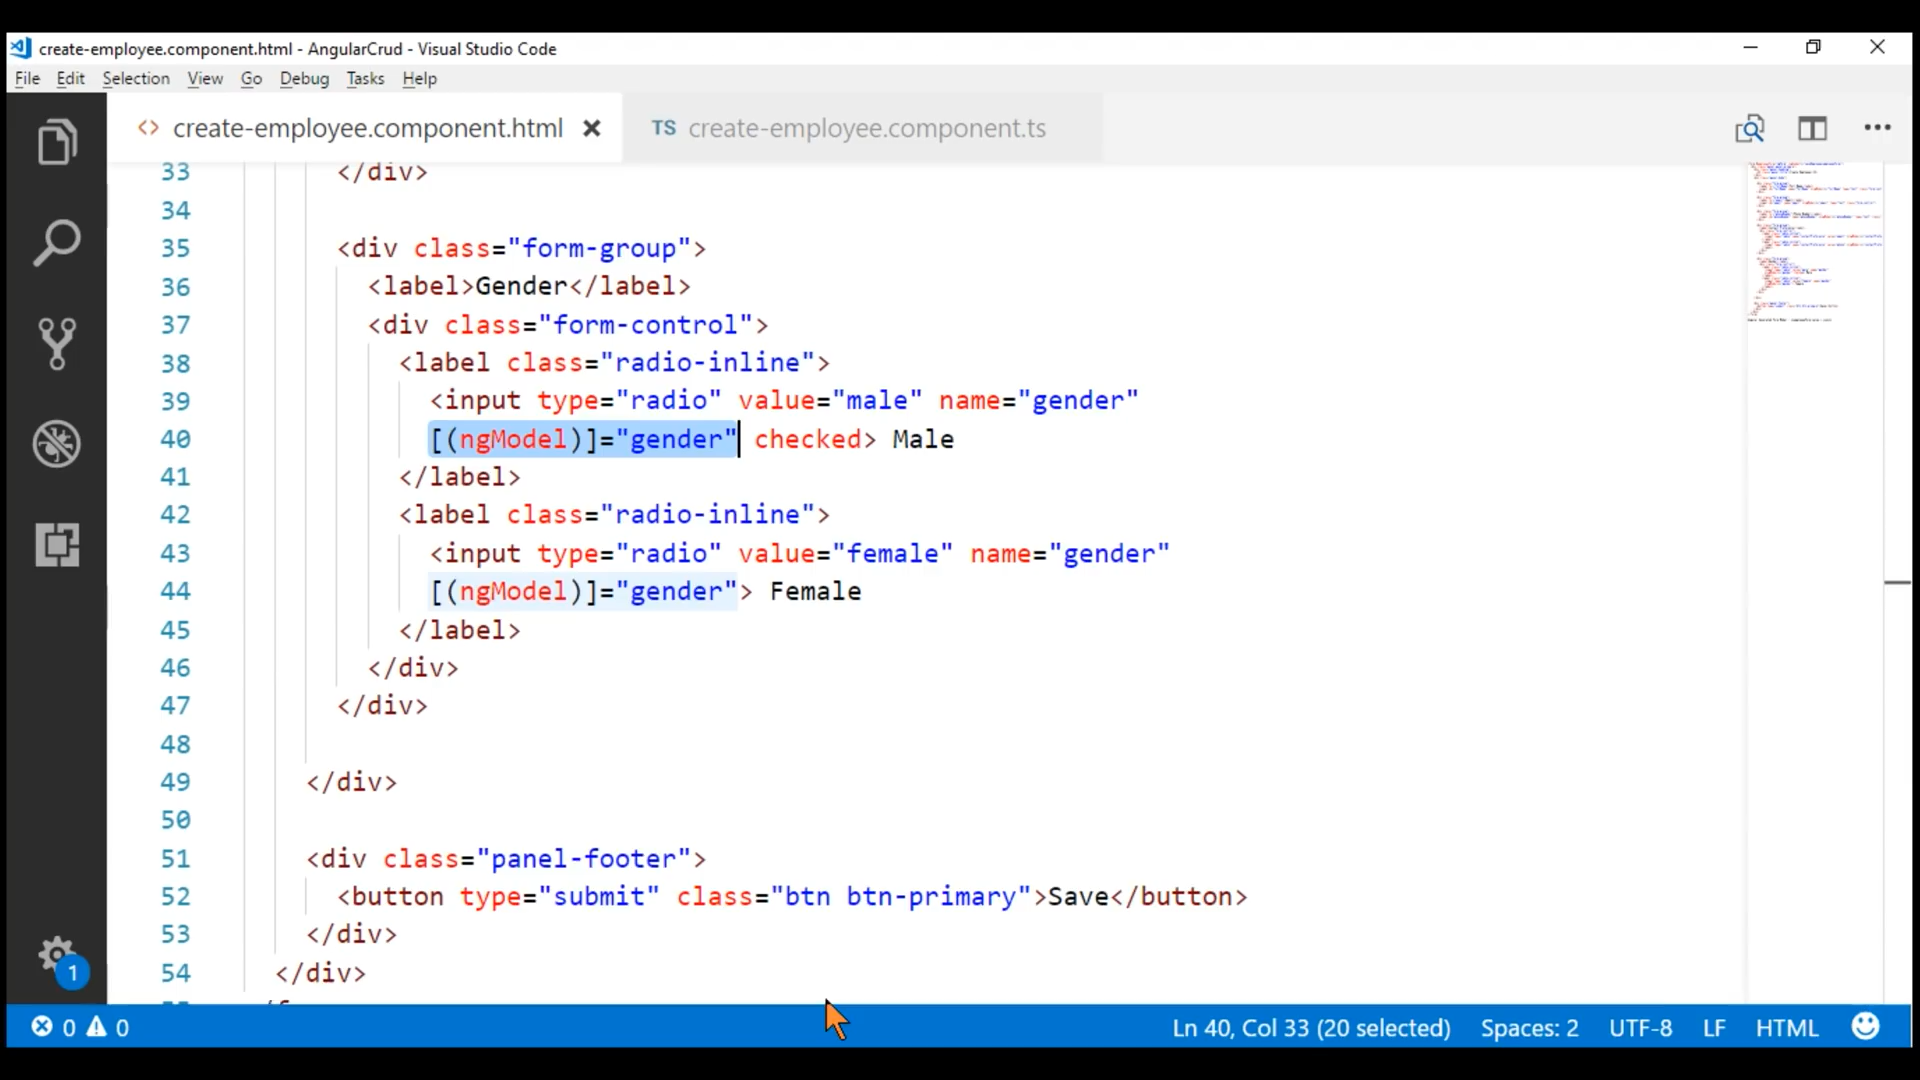 create-employee.component.html - AngularCrud - Visual Studio Code
File Edit Selection View Go Debug Tasks Help
<> create-employee.component.html × TS create-employee.component.ts
33 </div>
34
35 <div class="form-group">
36 <label>Gender</label>
37 <div class="form-control">
38 <label class="radio-inline">
39 <input type="radio" value="male" name="gender"
40 [(ngModel)]="gender" checked> Male
41 </label>
42 <label class="radio-inline">
43 <input type="radio" value="female" name="gender"
44 [(ngModel)]="gender"> Female
45 </label>
46 </div>
47 </div>
48
49 </div>
50
51 <div class="panel-footer">
52 <button type="submit" class="btn btn-primary">Save</button>
53 </div>
54 </div>
1
0 0 Ln 40, Col 33 (20 selected) Spaces: 2 UTF-8 LF HTML